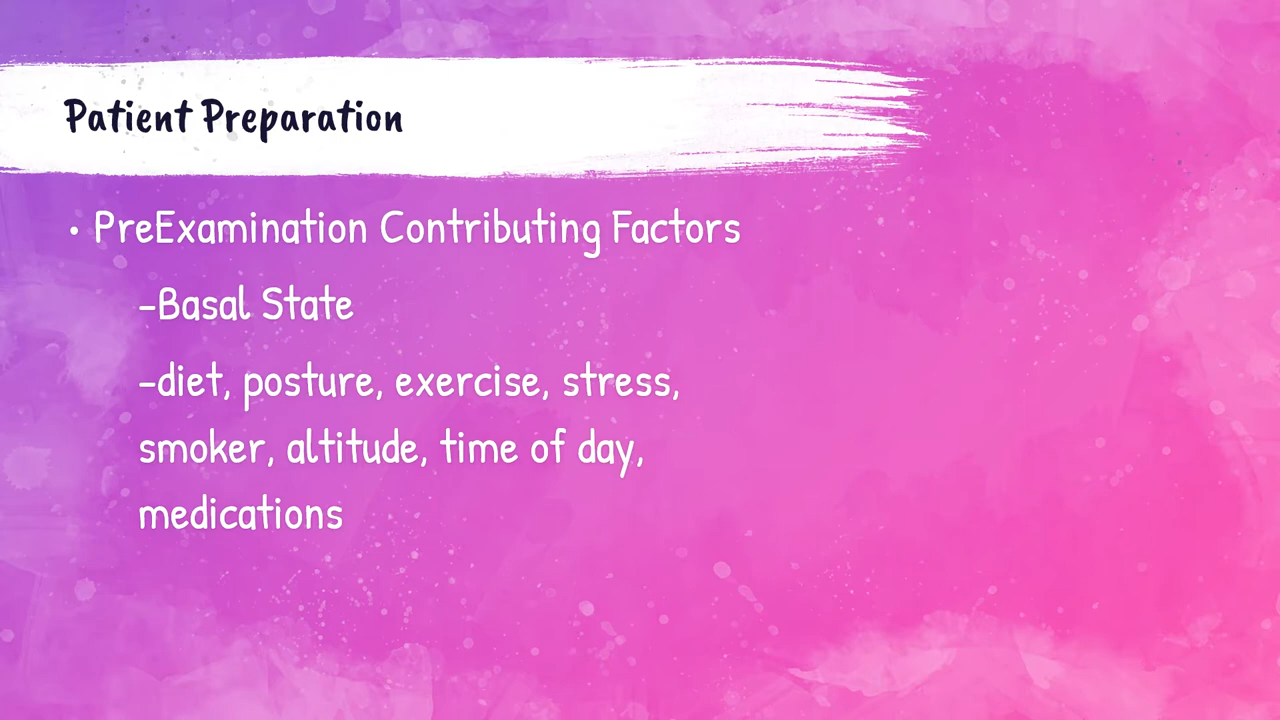 Patient Preparation
• PreExamination Contributing Factors
-Basal State
-diet, posture, exercise, stress,
smoker, altitude, time of day,
medications